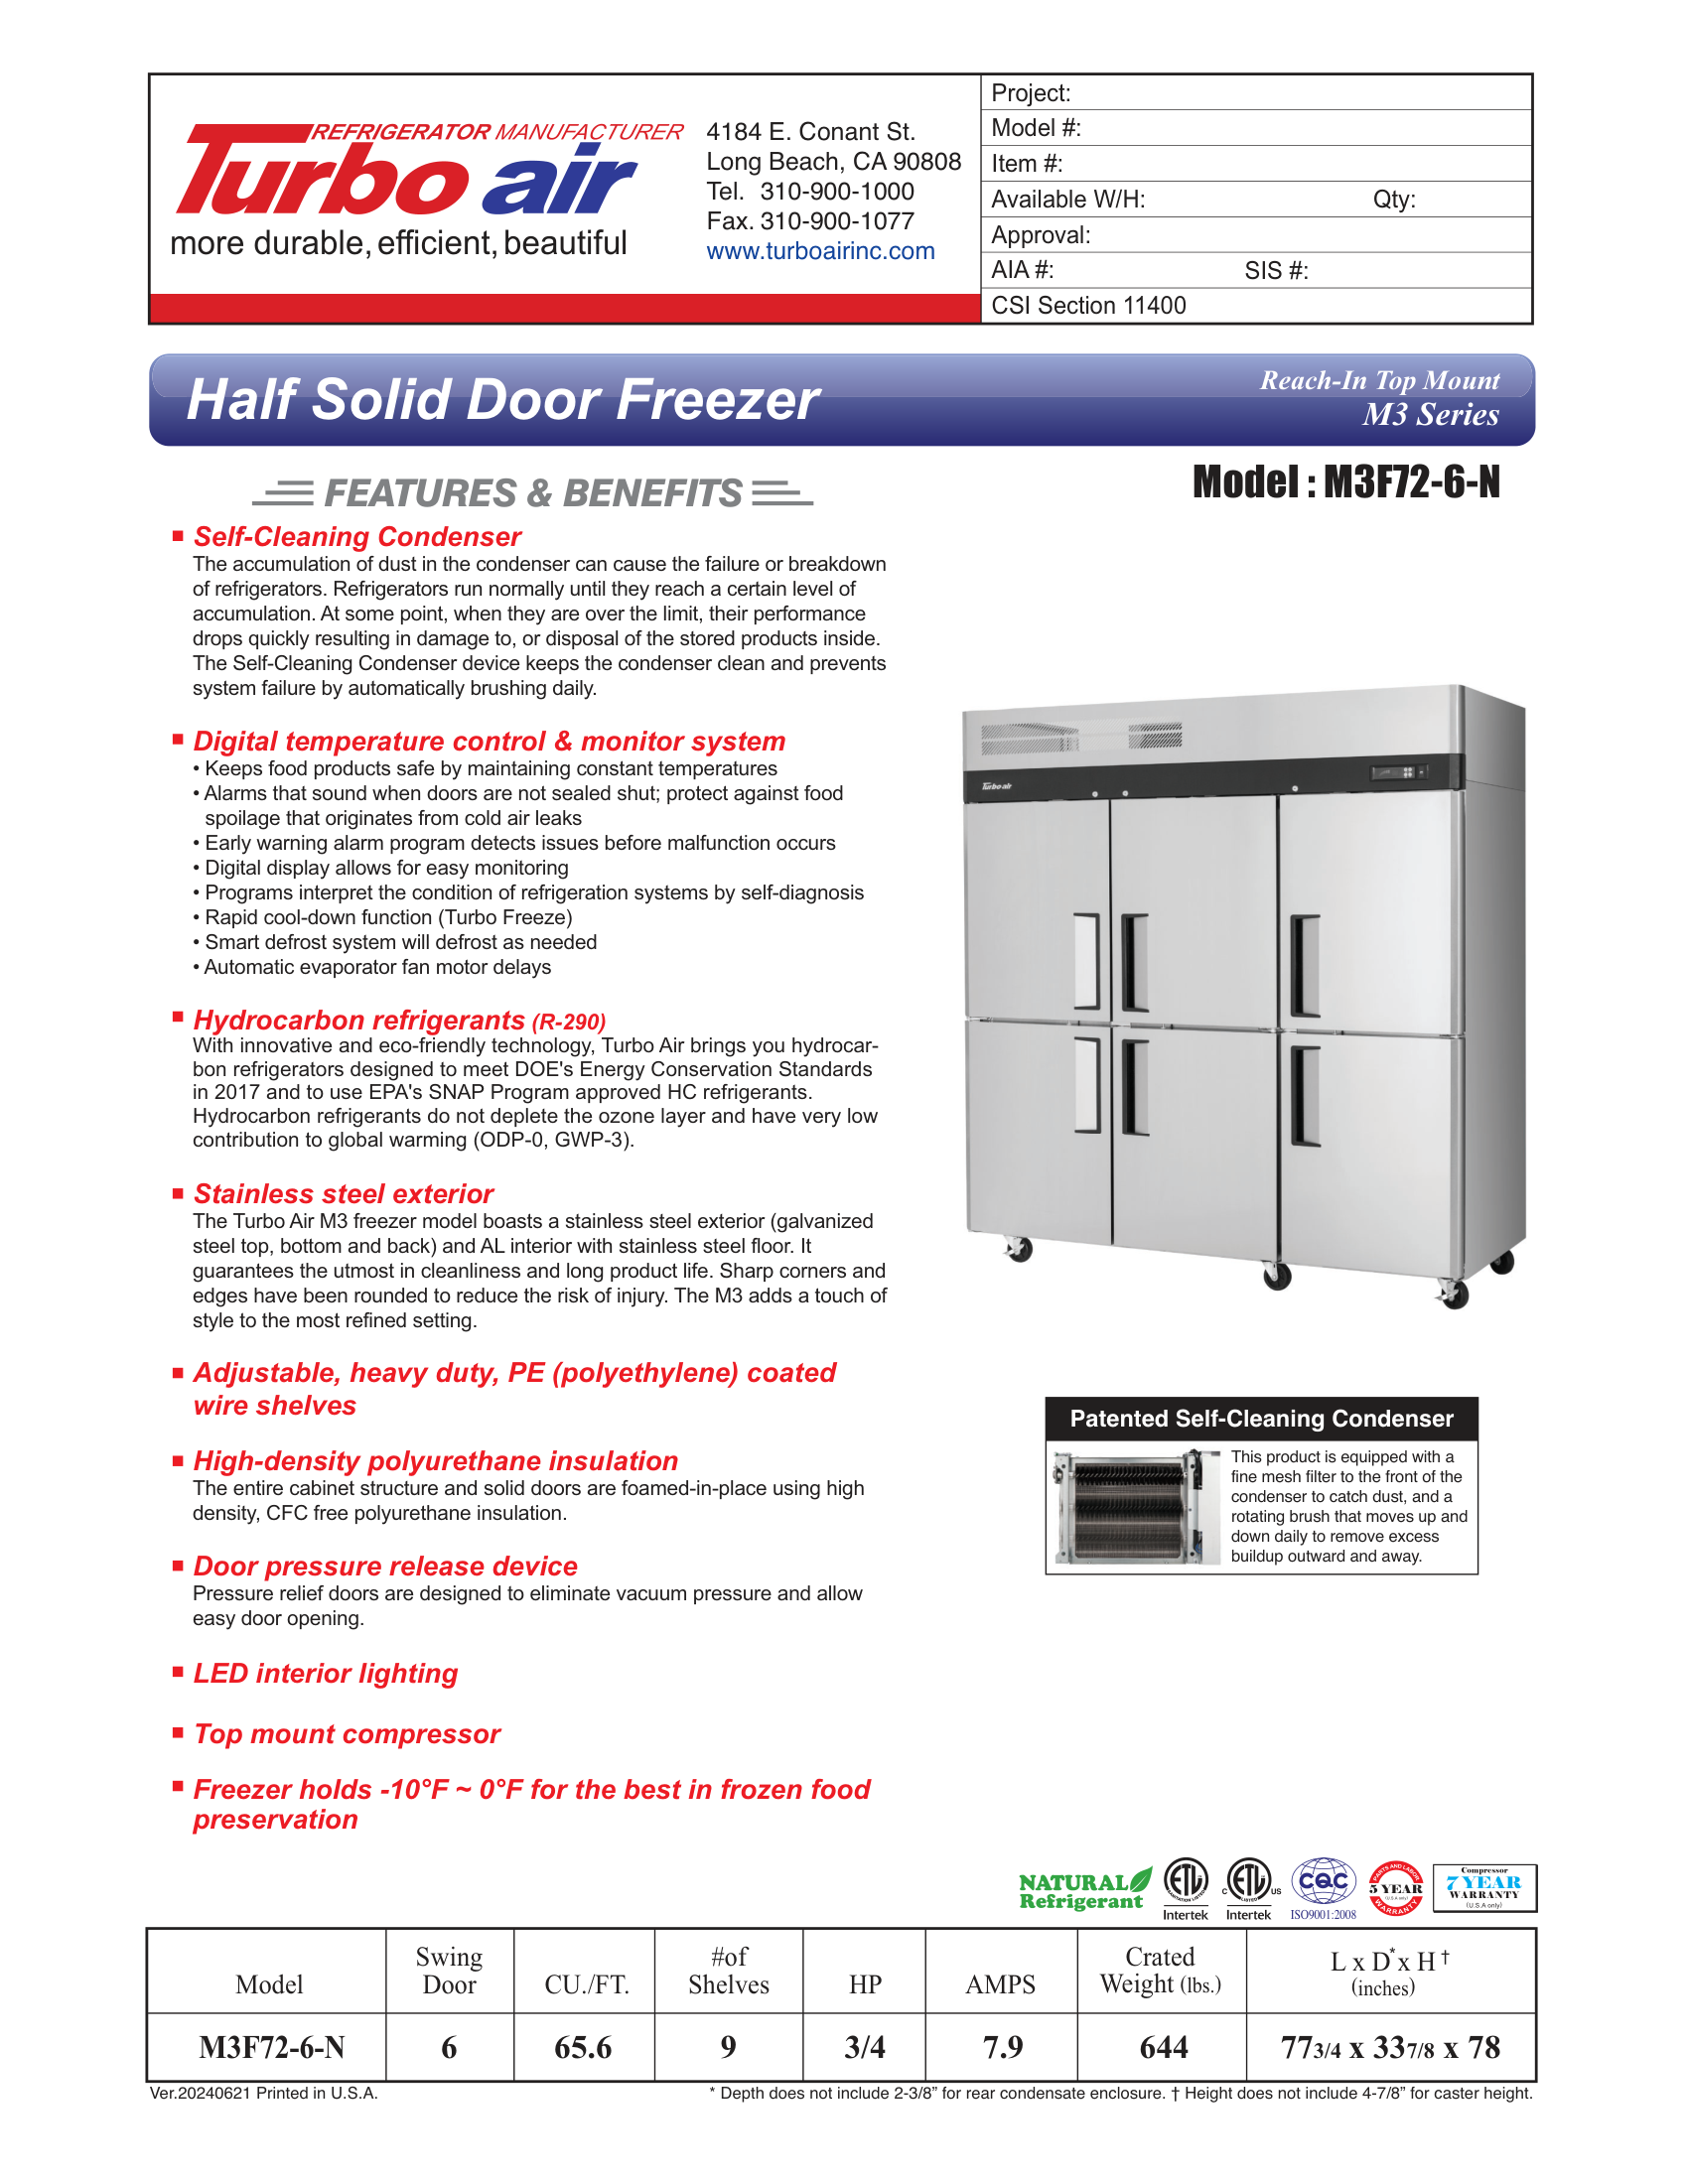 REFRIGERATOR MANUFACTURER
Turbo air
more durable, efficient, beautiful
4184 E. Conant St.
Long Beach, CA 90808
Tel. 310-900-1000
Fax. 310-900-1077
www.turboairinc.com
Project:
Model #:
Item #:
Available W/H: Qty:
Approval:
AIA #: SIS #:
CSI Section 11400
Half Solid Door Freezer
Reach-In Top Mount
M3 Series
FEATURES & BENEFITS
Model : M3F72-6-N
Self-Cleaning Condenser
The accumulation of dust in the condenser can cause the failure or breakdown
of refrigerators. Refrigerators run normally until they reach a certain level of
accumulation. At some point, when they are over the limit, their performance
drops quickly resulting in damage to, or disposal of the stored products inside.
The Self-Cleaning Condenser device keeps the condenser clean and prevents
system failure by automatically brushing daily.
Digital temperature control & monitor system
• Keeps food products safe by maintaining constant temperatures
• Alarms that sound when doors are not sealed shut; protect against food
spoilage that originates from cold air leaks
• Early warning alarm program detects issues before malfunction occurs
• Digital display allows for easy monitoring
• Programs interpret the condition of refrigeration systems by self-diagnosis
• Rapid cool-down function (Turbo Freeze)
• Smart defrost system will defrost as needed
• Automatic evaporator fan motor delays
Hydrocarbon refrigerants (R-290)
With innovative and eco-friendly technology, Turbo Air brings you hydrocar-
bon refrigerators designed to meet DOE's Energy Conservation Standards
in 2017 and to use EPA's SNAP Program approved HC refrigerants.
Hydrocarbon refrigerants do not deplete the ozone layer and have very low
contribution to global warming (ODP-0, GWP-3).
Stainless steel exterior
The Turbo Air M3 freezer model boasts a stainless steel exterior (galvanized
steel top, bottom and back) and AL interior with stainless steel floor. It
guarantees the utmost in cleanliness and long product life. Sharp corners and
edges have been rounded to reduce the risk of injury. The M3 adds a touch of
style to the most refined setting.
Adjustable, heavy duty, PE (polyethylene) coated
wire shelves
High-density polyurethane insulation
The entire cabinet structure and solid doors are foamed-in-place using high
density, CFC free polyurethane insulation.
Door pressure release device
Pressure relief doors are designed to eliminate vacuum pressure and allow
easy door opening.
LED interior lighting
Top mount compressor
Freezer holds -10°F ~ 0°F for the best in frozen food
preservation
Turbo air
Patented Self-Cleaning Condenser
This product is equipped with a
fine mesh filter to the front of the
condenser to catch dust, and a
rotating brush that moves up and
down daily to remove excess
buildup outward and away.
NATURAL
Refrigerant
ETL
SANITATION LISTED
Intertek
C ETL US
LISTED
Intertek
CQC
ISO9001:2008
PARTS AND LABOR
5 YEAR
(U.S.A only)
WARRANTY
Compressor
7 YEAR
WARRANTY
(U.S.A only)
Model Swing Door CU./FT. #of Shelves HP AMPS Crated Weight (lbs.) L x D* x H † (inches)
M3F72-6-N 6 65.6 9 3/4 7.9 644 77 3/4 x 33 7/8 x 78
Ver.20240621 Printed in U.S.A.
* Depth does not include 2-3/8” for rear condensate enclosure. † Height does not include 4-7/8” for caster height.